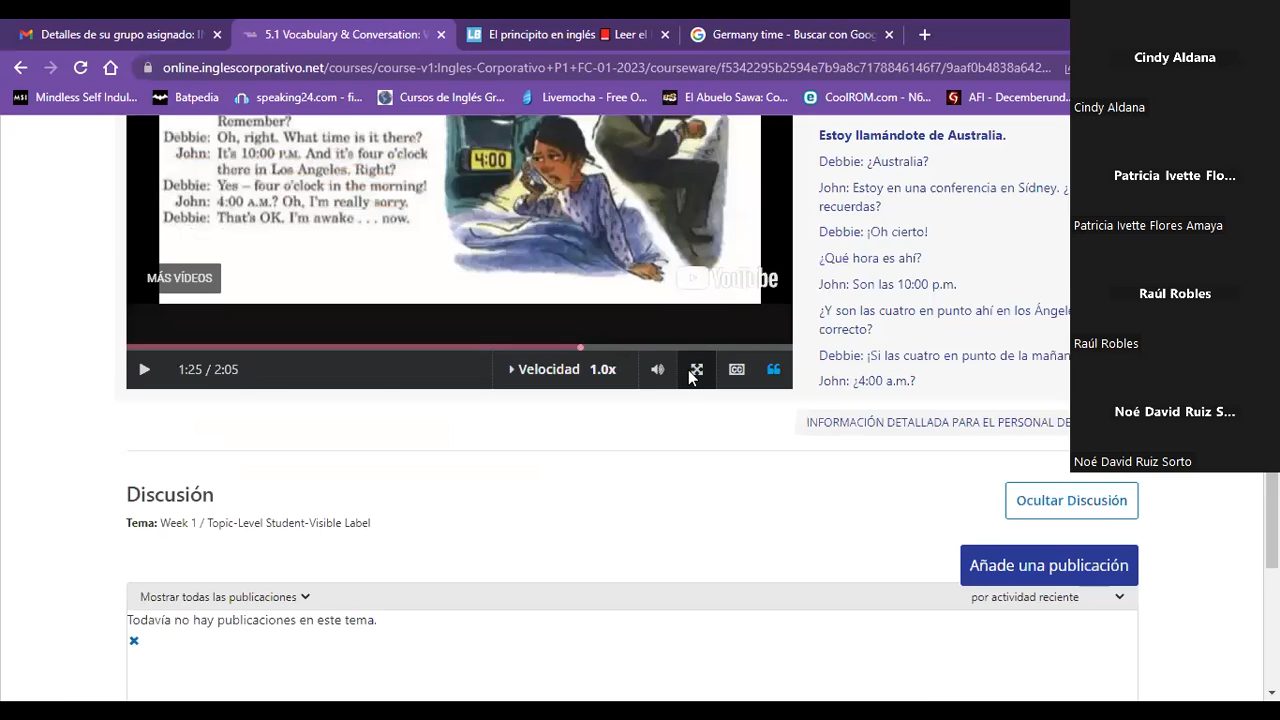 Detalles de su grupo asignado: I
5.1 Vocabulary & Conversation: \
El principito en inglés 📕 Leer el l
Germany time - Buscar con Goog
online.inglescorporativo.net/courses/course-v1:Ingles-Corporativo+P1+FC-01-2023/courseware/f5342295b2594e7b9a8c7178846146f7/9aaf0b4838a642...
Mindless Self Indul...
Batpedia
speaking24.com - fi...
Cursos de Inglés Gr...
Livemocha - Free O...
El Abuelo Sawa: Co...
CoolROM.com - N6...
AFI - Decemberund...
Remember?
Debbie: Oh, right. What time is it there?
John: It's 10:00 P.M. And it's four o'clock
there in Los Angeles. Right?
Debbie: Yes – four o'clock in the morning!
John: 4:00 A.M.? Oh, I'm really sorry.
Debbie: That's OK. I'm awake . . . now.
4:00
MÁS VÍDEOS
YouTube
1:25 / 2:05
Velocidad 1.0x
CC
Estoy llamándote de Australia.
Debbie: ¿Australia?
John: Estoy en una conferencia en Sídney. ¿
recuerdas?
Debbie: ¡Oh cierto!
¿Qué hora es ahí?
John: Son las 10:00 p.m.
¿Y son las cuatro en punto ahí en los Ángele
correcto?
Debbie: ¡Si las cuatro en punto de la mañan
John: ¿4:00 a.m.?
INFORMACIÓN DETALLADA PARA EL PERSONAL DE
Discusión
Ocultar Discusión
Tema: Week 1 / Topic-Level Student-Visible Label
Añade una publicación
Mostrar todas las publicaciones
por actividad reciente
Todavía no hay publicaciones en este tema.
Cindy Aldana
Cindy Aldana
Patricia Ivette Flo...
Patricia Ivette Flores Amaya
Raúl Robles
Raúl Robles
Noé David Ruiz S...
Noé David Ruiz Sorto